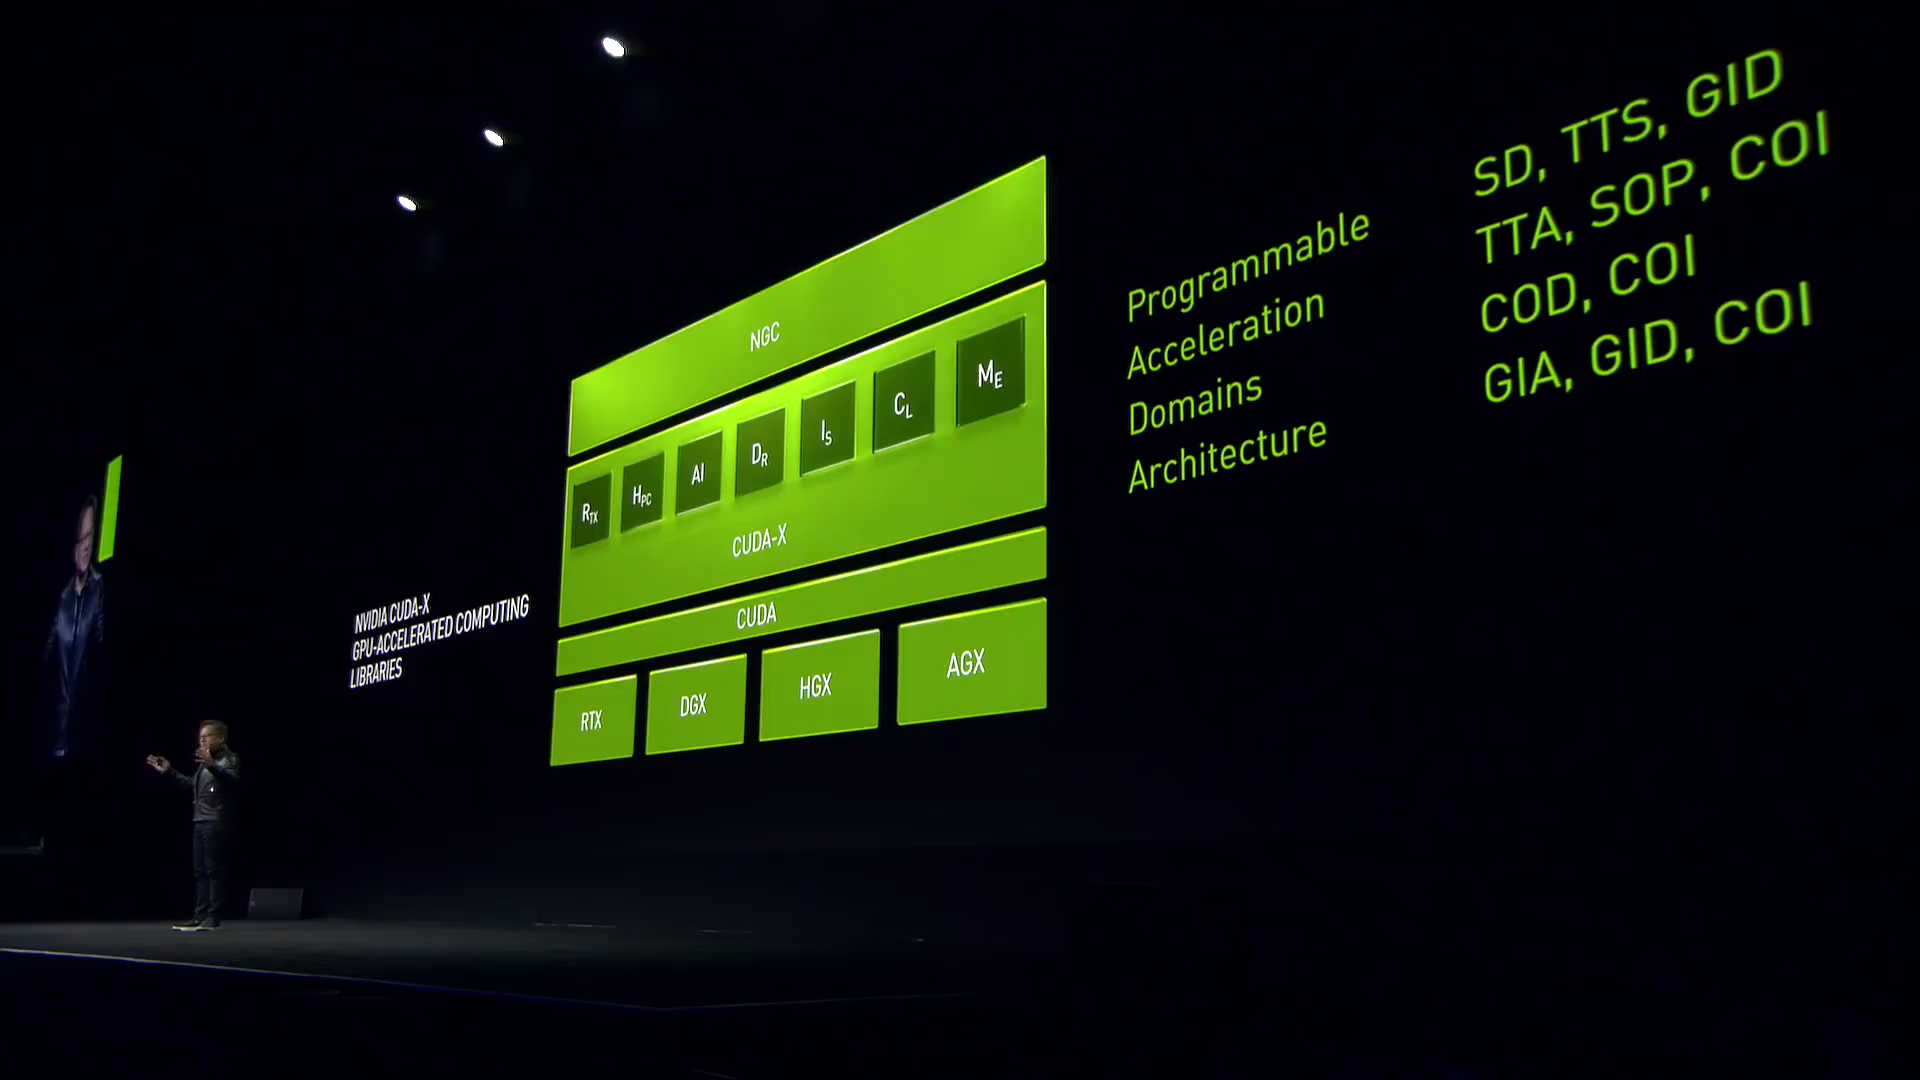 NVIDIA CUDA-X
GPU-ACCELERATED COMPUTING
LIBRARIES
NGC
RTX HPC AI DR IS CL ME
CUDA-X
CUDA
RTX DGX HGX AGX
Programmable
Acceleration
Domains
Architecture
SD, TTS, GID
TTA, SOP, COI
COD, COI
GIA, GID, COI